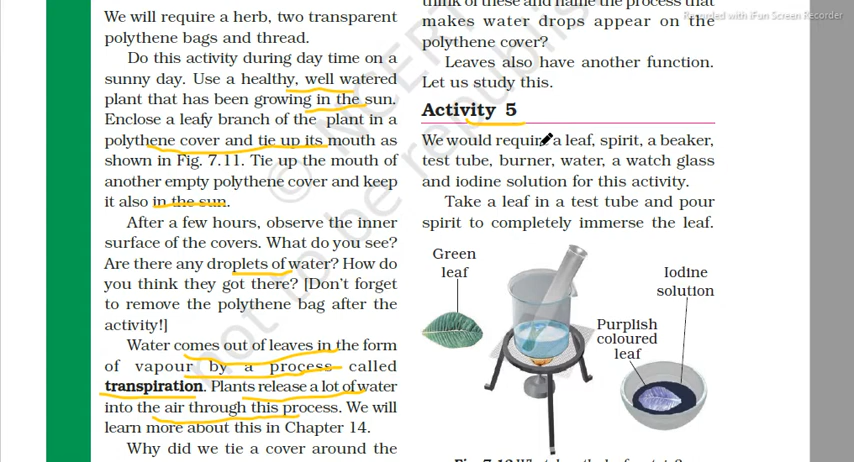 We will require a herb, two transparent
polythene bags and thread.
Do this activity during day time on a
sunny day. Use a healthy, well watered
plant that has been growing in the sun.
Enclose a leafy branch of the plant in a
polythene cover and tie up its mouth as
shown in Fig. 7.11. Tie up the mouth of
another empty polythene cover and keep
it also in the sun.
After a few hours, observe the inner
surface of the covers. What do you see?
Are there any droplets of water? How do
you think they got there? [Don't forget
to remove the polythene bag after the
activity!]
Water comes out of leaves in the form
of vapour by a process called
transpiration. Plants release a lot of water
into the air through this process. We will
learn more about this in Chapter 14.
Why did we tie a cover around the
think of these and name the process that
makes water drops appear on the
polythene cover?
Leaves also have another function.
Let us study this.
Activity 5
We would require a leaf, spirit, a beaker,
test tube, burner, water, a watch glass
and iodine solution for this activity.
Take a leaf in a test tube and pour
spirit to completely immerse the leaf.
Green
leaf
Iodine
solution
Purplish
coloured
leaf
© NCERT
not to be republish
Recorded with iFun Screen Recorder